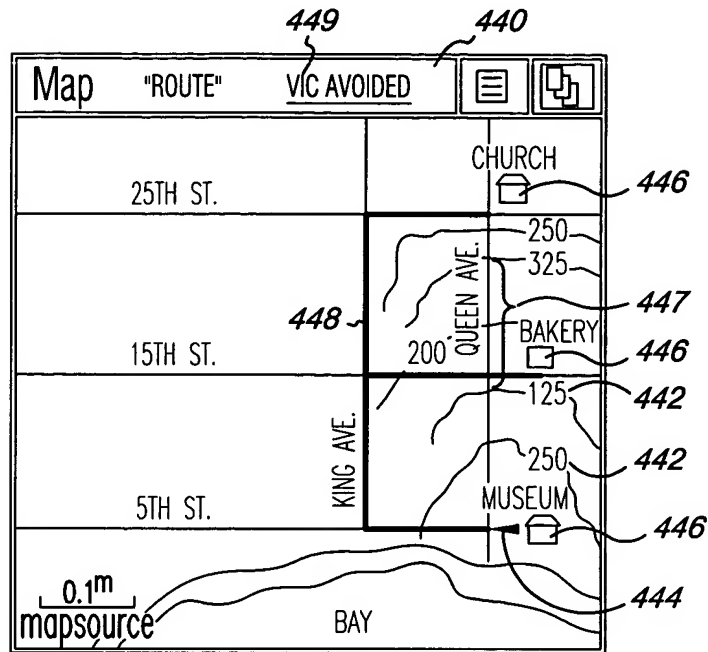 449 440
Map "ROUTE" VIC AVOIDED
CHURCH
446
25TH ST.
250
325
QUEEN AVE.
447
448
BAKERY
200'
446
15TH ST.
125 442
KING AVE.
250 442
MUSEUM
5TH ST.
446
0.1m
444
mapsource
BAY